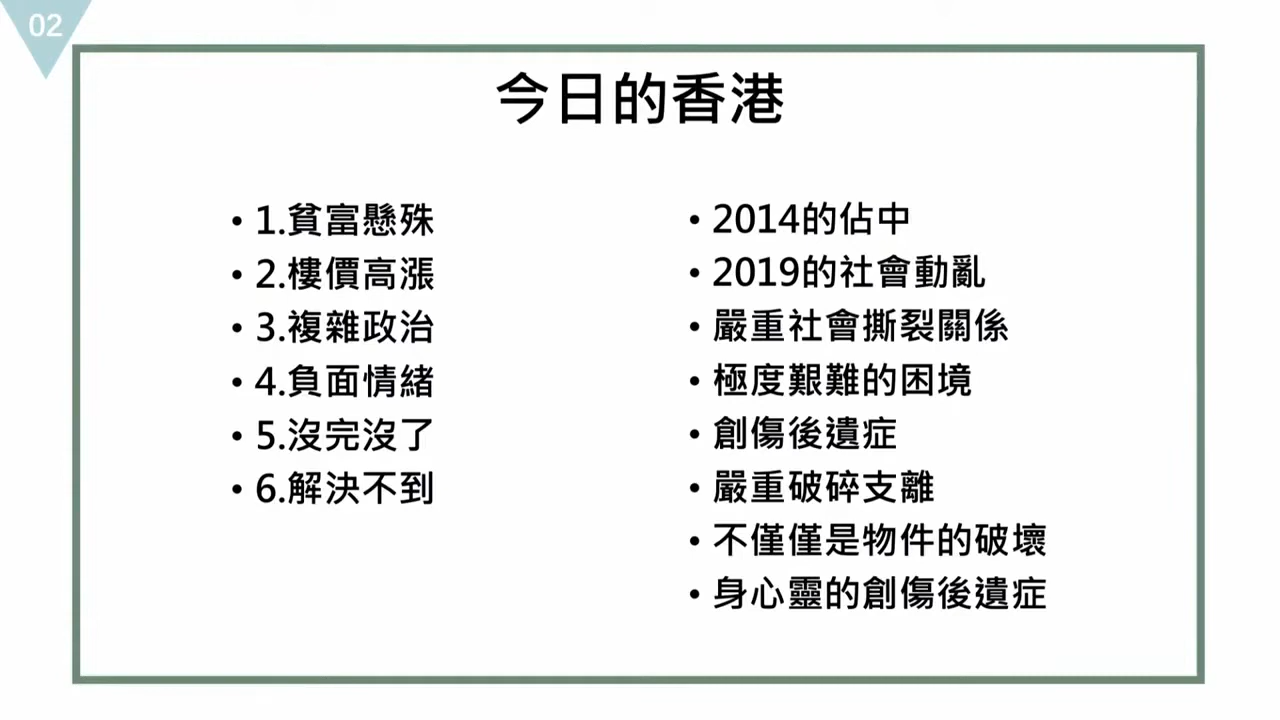 02
今日的香港
• 1.貧富懸殊
• 2.樓價高漲
• 3.複雜政治
• 4.負面情緒
• 5.沒完沒了
• 6.解決不到
• 2014的佔中
• 2019的社會動亂
• 嚴重社會撕裂關係
• 極度艱難的困境
• 創傷後遺症
• 嚴重破碎支離
• 不僅僅是物件的破壞
• 身心靈的創傷後遺症